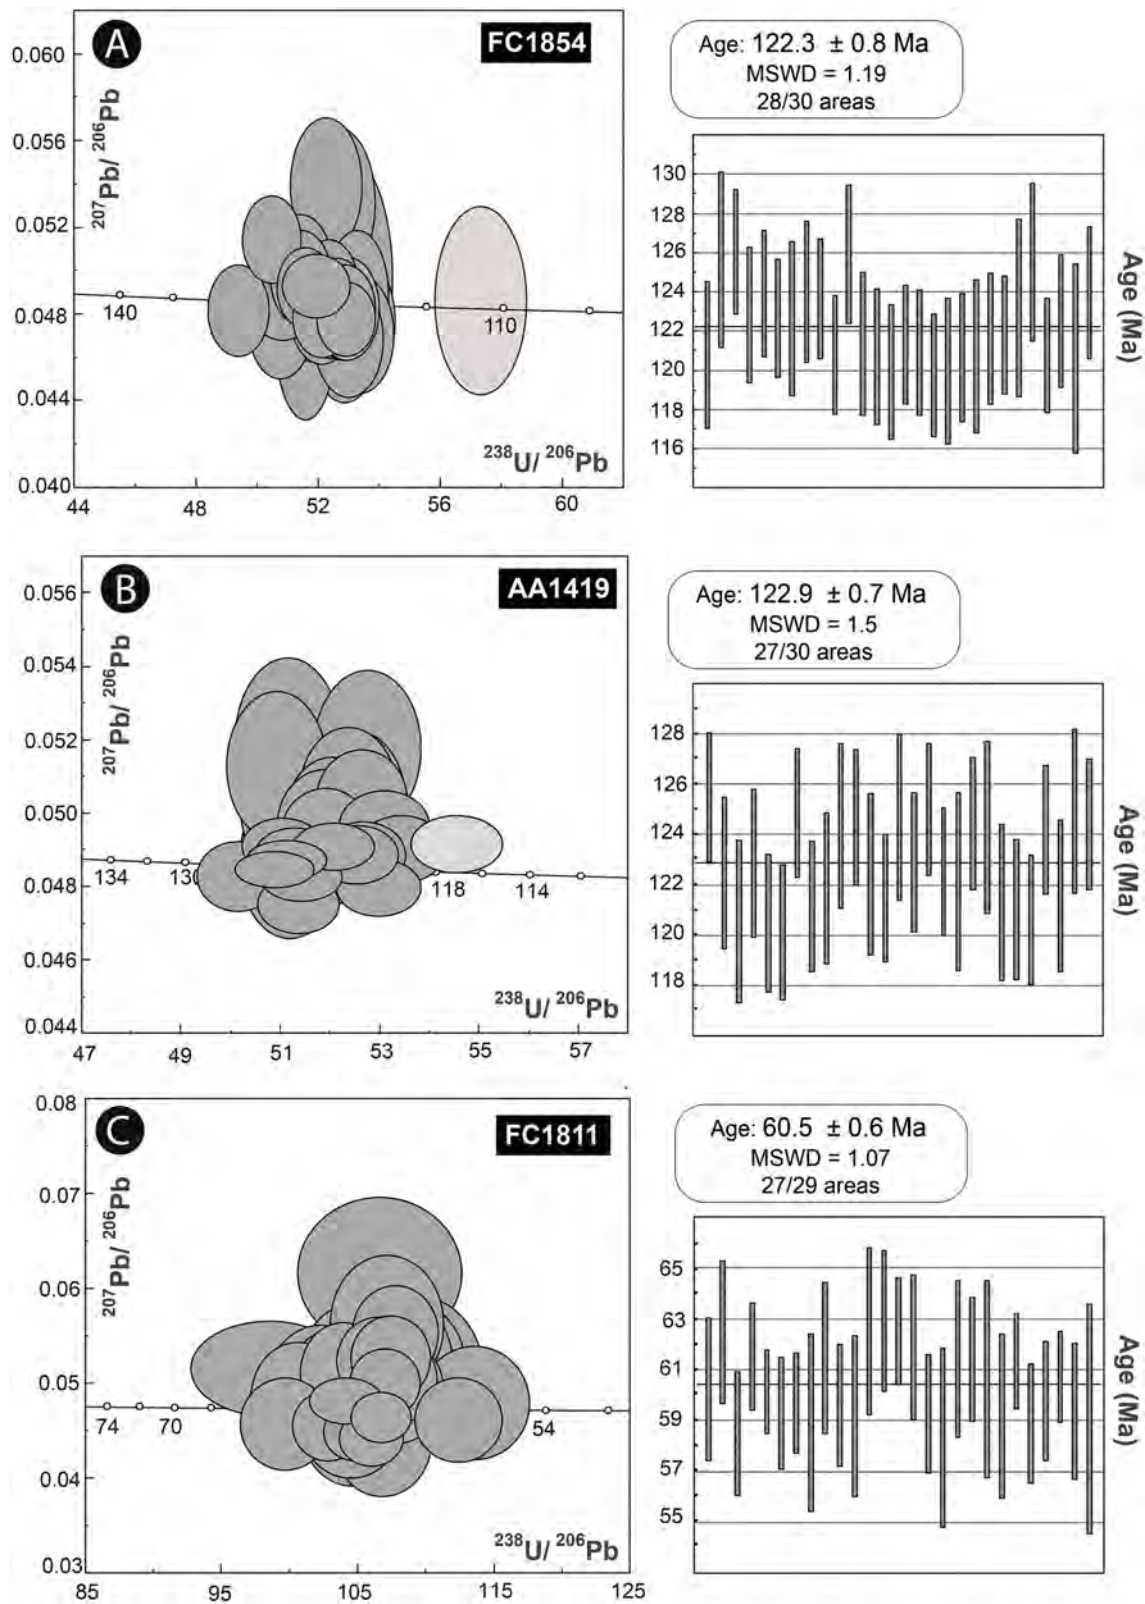 A
FC1854
0.060
0.056
0.052
0.048
0.044
0.040
207Pb/ 206Pb
140
110
238U/ 206Pb
44 48 52 56 60
Age: 122.3 ± 0.8 Ma
MSWD = 1.19
28/30 areas
130
128
126
124
122
120
118
116
Age (Ma)
B
AA1419
0.056
0.054
0.052
0.050
0.048
0.046
0.044
207Pb/ 206Pb
134 130 118 114
238U/ 206Pb
47 49 51 53 55 57
Age: 122.9 ± 0.7 Ma
MSWD = 1.5
27/30 areas
128
126
124
122
120
118
Age (Ma)
C
FC1811
0.08
0.07
0.06
0.05
0.04
0.03
207Pb/ 206Pb
74 70 54
238U/ 206Pb
85 95 105 115 125
Age: 60.5 ± 0.6 Ma
MSWD = 1.07
27/29 areas
65
63
61
59
57
55
Age (Ma)